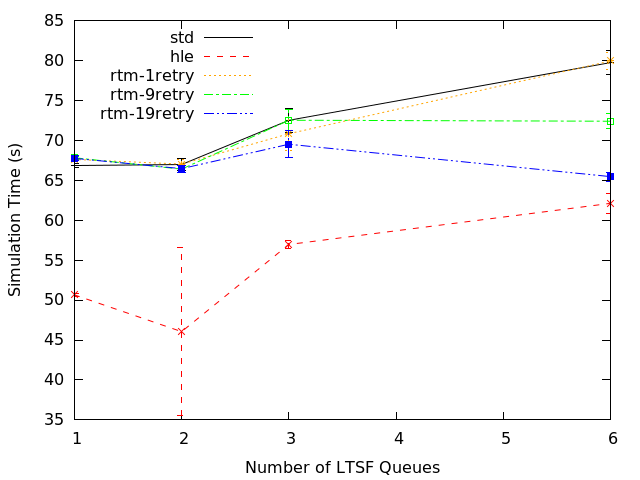 85
80
75
70
65
60
55
50
45
40
35
std
hle
rtm-1retry
rtm-9retry
rtm-19retry
Simulation Time (s)
1 2 3 4 5 6
Number of LTSF Queues